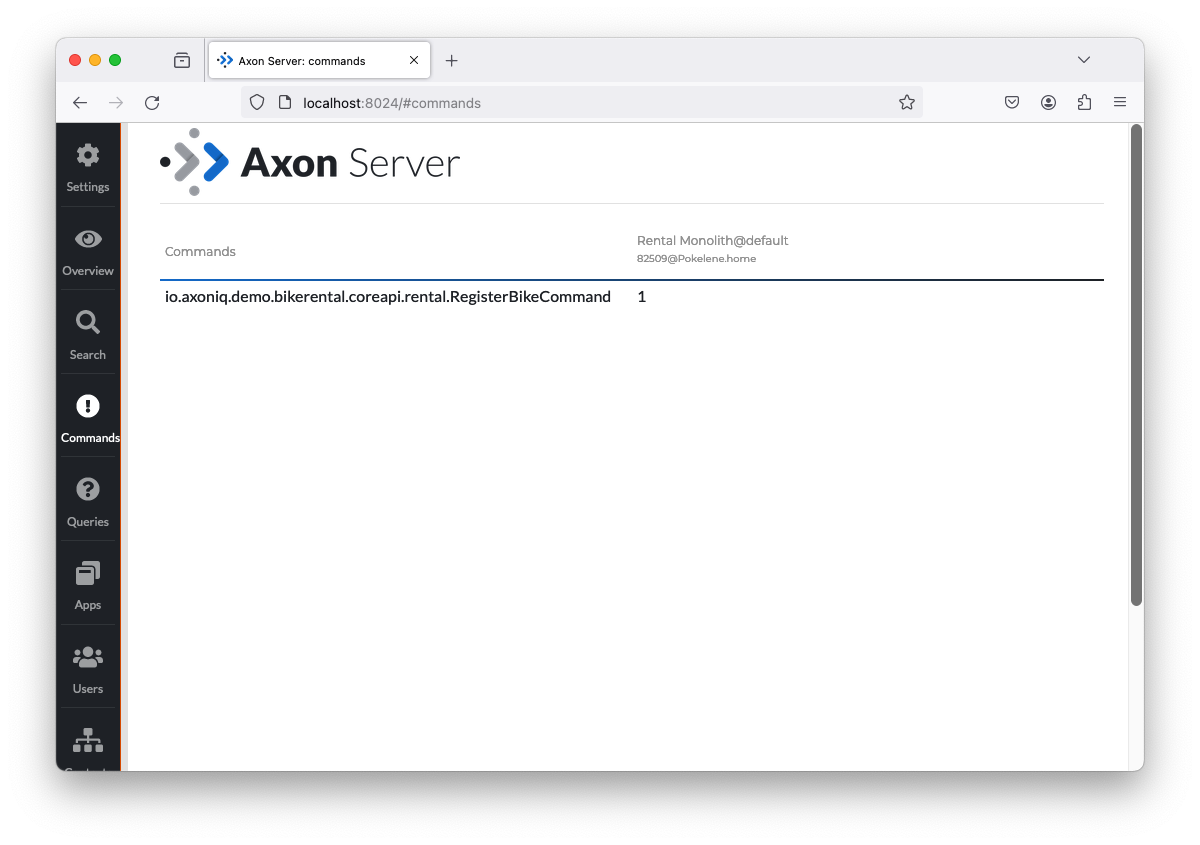 Axon Server: commands
localhost:8024/#commands
Settings
Overview
Search
Commands
Queries
Apps
Users
Axon Server
Commands
Rental Monolith@default
82509@Pokelene.home
io.axoniq.demo.bikerental.coreapi.rental.RegisterBikeCommand 1